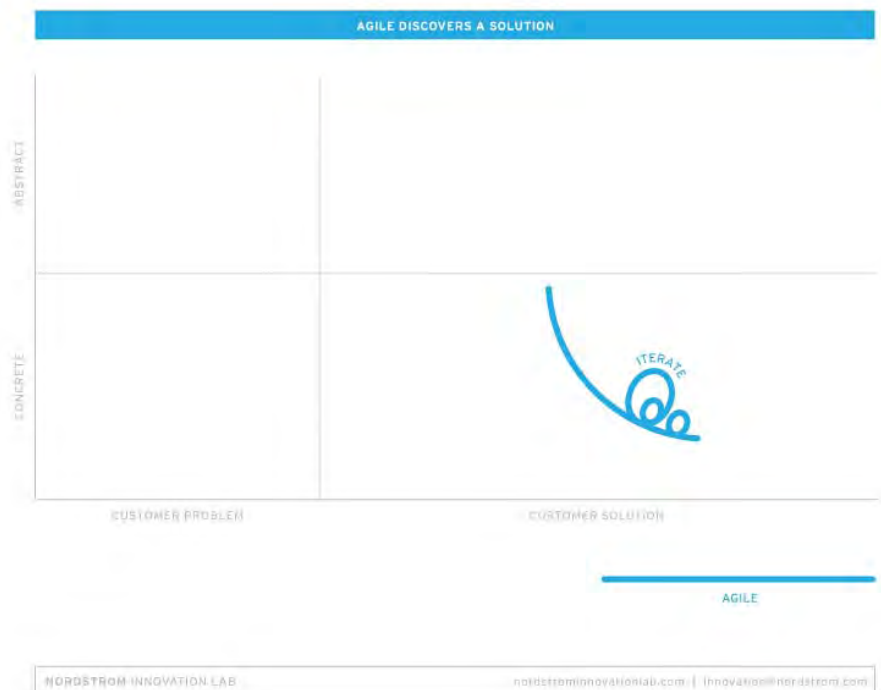 AGILE DISCOVERS A SOLUTION
ABSTRACT
ITERATE
CONCRETE
CUSTOMER PROBLEM
CUSTOMER SOLUTION
AGILE
NORDSTROM INNOVATION LAB
nordstrominnovationlab.com | innovation@nordstrom.com